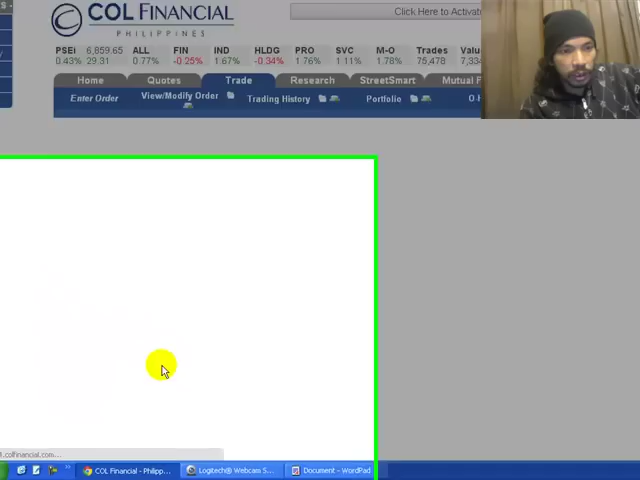 COL FINANCIAL
PHILIPPINES
Click Here to Activat
PSEi 6,859.65 ALL FIN IND HLDG PRO SVC M-O Trades
0.43% 29.31 0.77% -0.25% 1.67% -0.34% 1.76% 1.11% 1.78% 75,478
Home Quotes Trade Research StreetSmart Mutual F
Enter Order View/Modify Order Trading History Portfolio
.colfinancial.com...
COL Financial - Philipp... Logitech® Webcam S... Document - WordPad